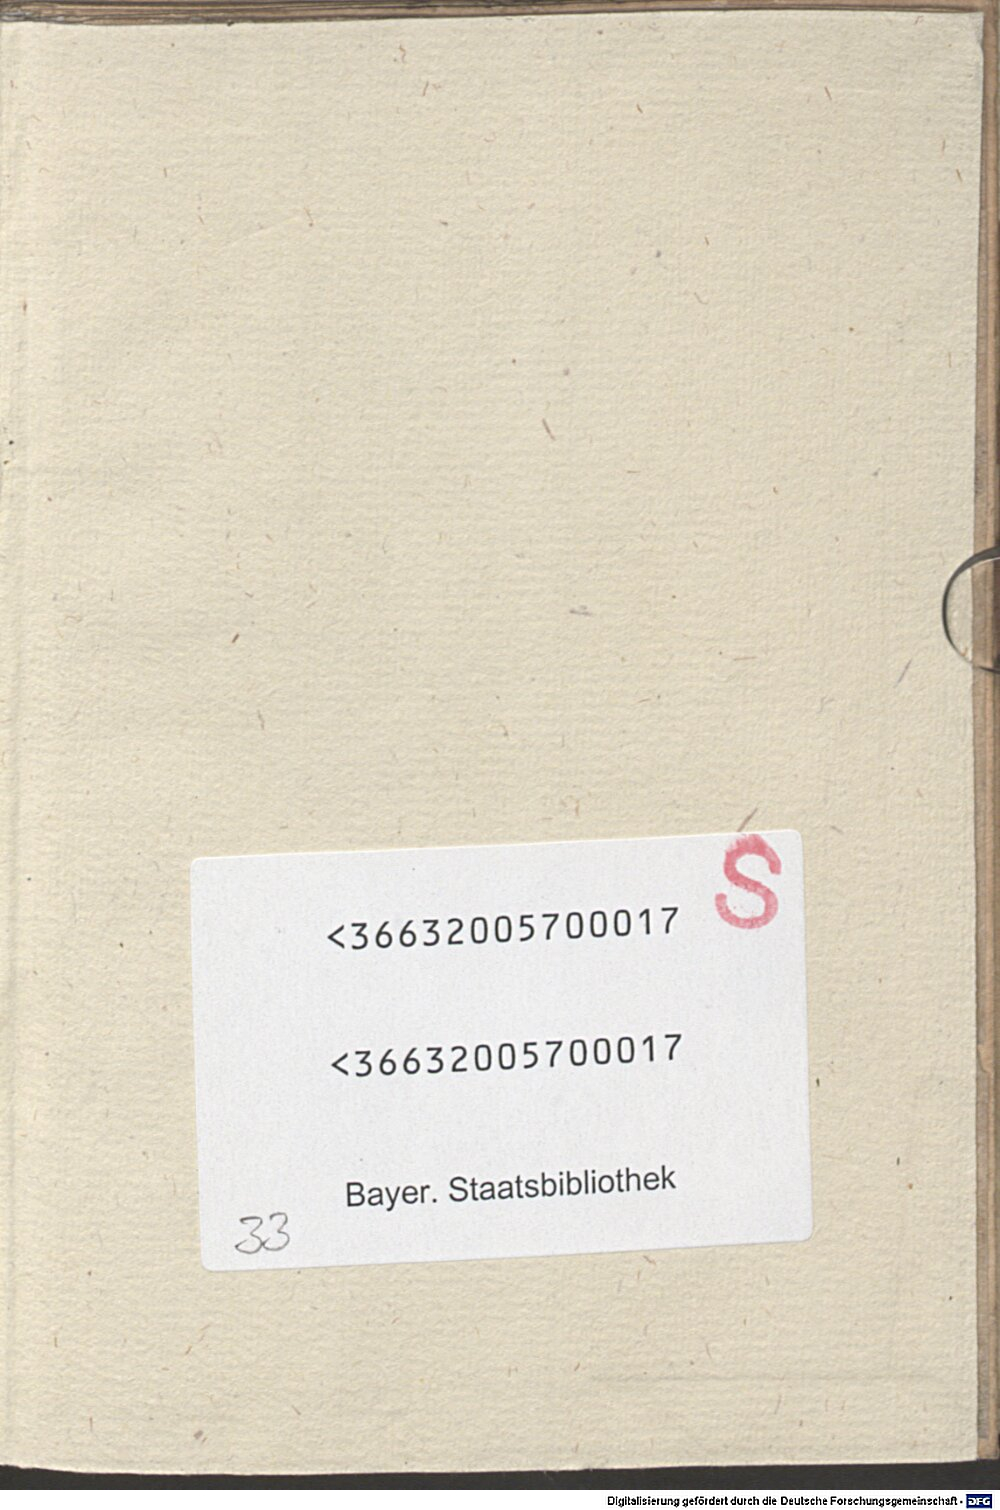 S
<36632005700017
<36632005700017
Bayer. Staatsbibliothek
33
Digitalisierung gefördert durch die Deutsche Forschungsgemeinschaft - DFG